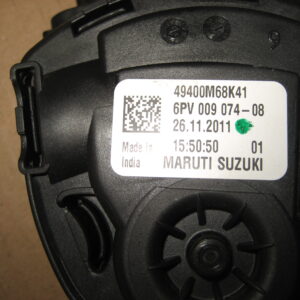 49400M68K41
6PV 009 074-08
26.11.2011
Made in 15:50:50 01
India MARUTI SUZUKI